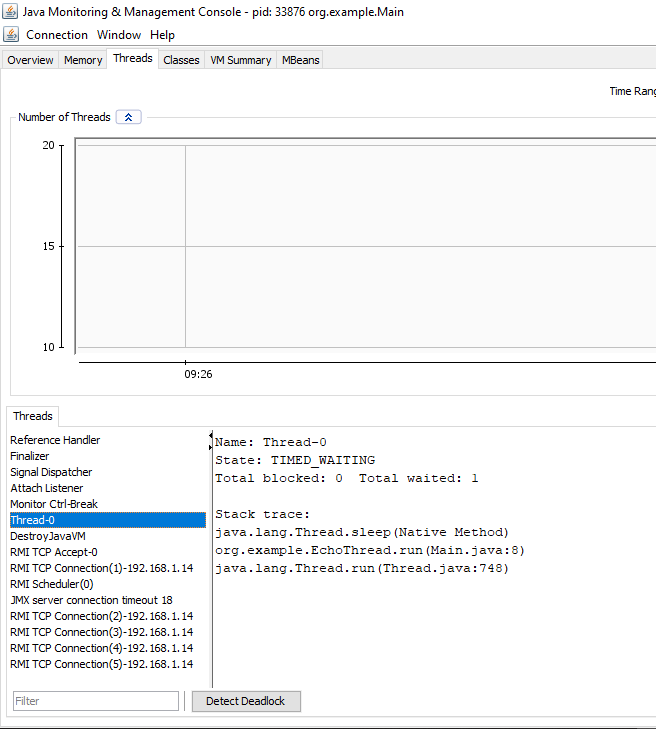 Java Monitoring & Management Console - pid: 33876 org.example.Main
Connection Window Help
Overview Memory Threads Classes VM Summary MBeans
Time Rang
Number of Threads
20
15
10
09:26
Threads
Reference Handler
Finalizer
Signal Dispatcher
Attach Listener
Monitor Ctrl-Break
Thread-0
DestroyJavaVM
RMI TCP Accept-0
RMI TCP Connection(1)-192.168.1.14
RMI Scheduler(0)
JMX server connection timeout 18
RMI TCP Connection(2)-192.168.1.14
RMI TCP Connection(3)-192.168.1.14
RMI TCP Connection(4)-192.168.1.14
RMI TCP Connection(5)-192.168.1.14
Name: Thread-0
State: TIMED_WAITING
Total blocked: 0  Total waited: 1
Stack trace:
java.lang.Thread.sleep(Native Method)
org.example.EchoThread.run(Main.java:8)
java.lang.Thread.run(Thread.java:748)
Filter
Detect Deadlock